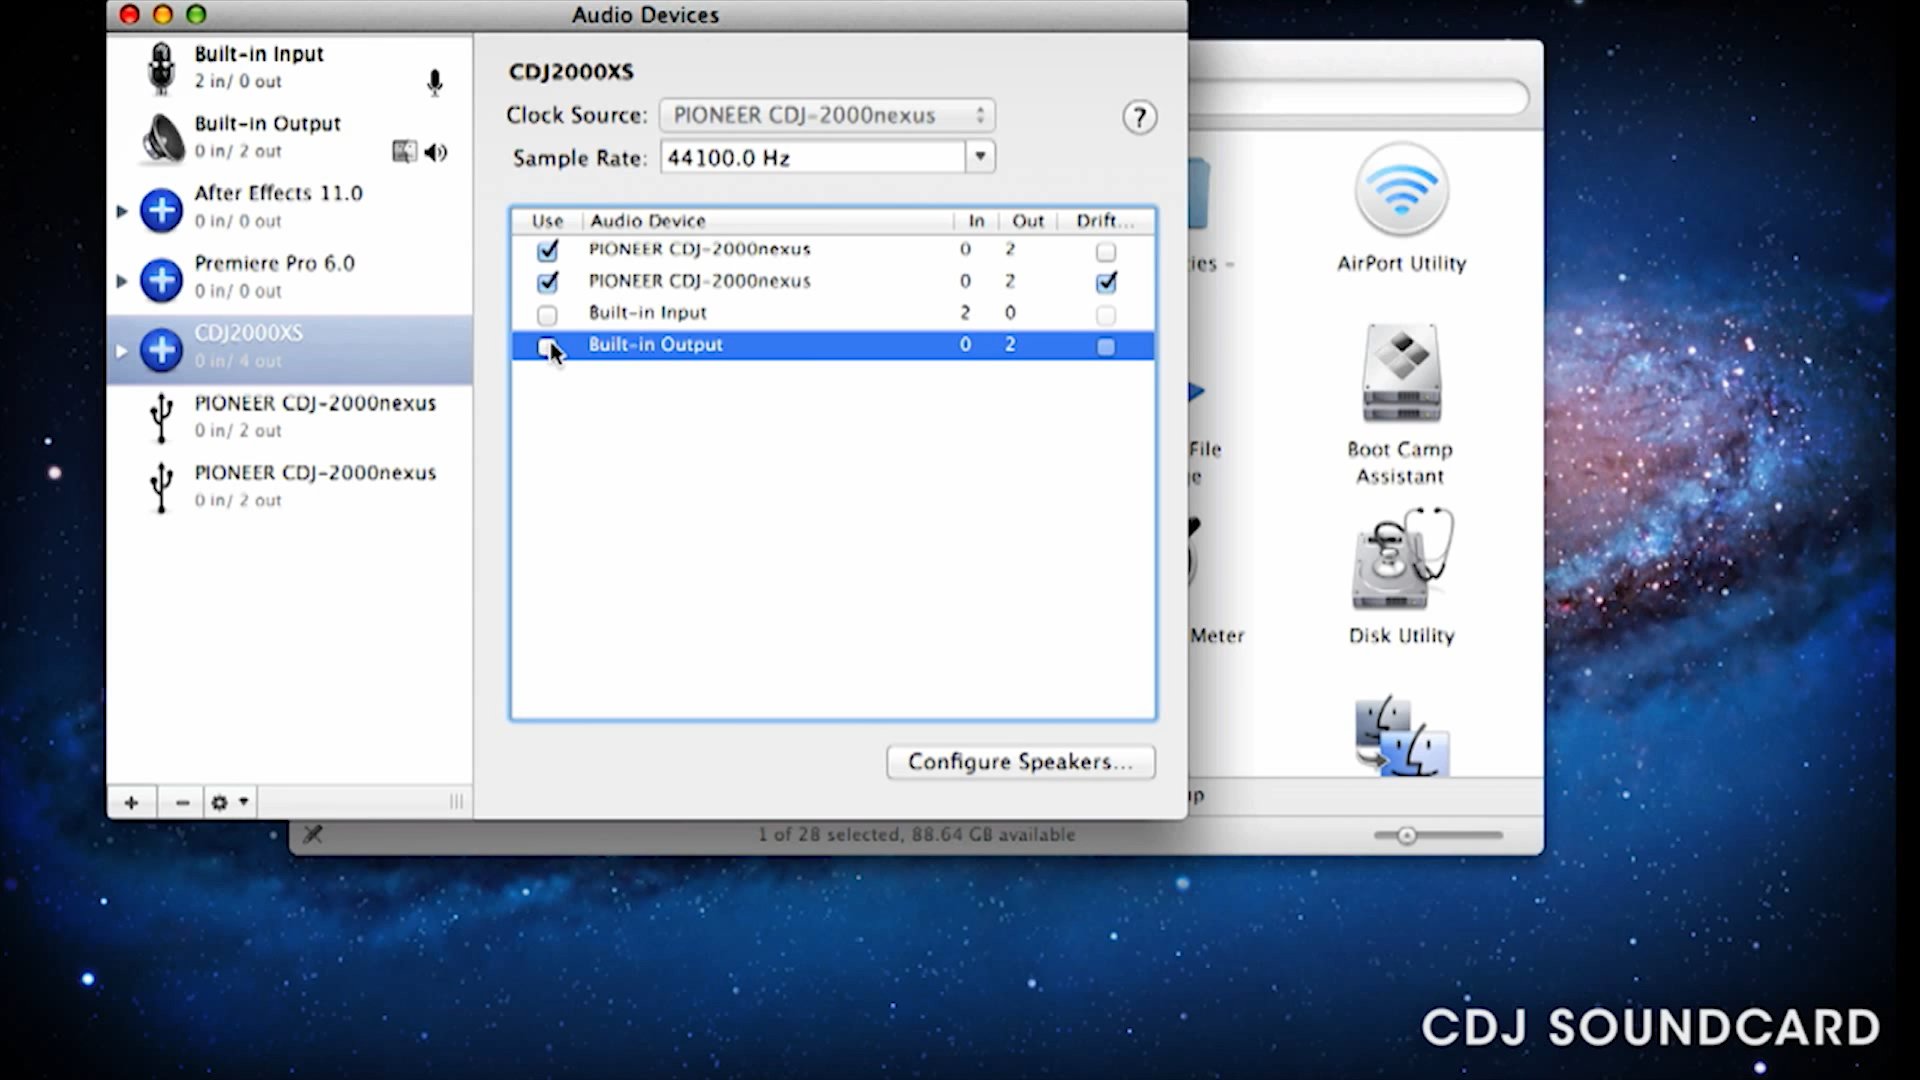 Audio Devices
Built-in Input
2 in/ 0 out
Built-in Output
0 in/ 2 out
After Effects 11.0
0 in/ 0 out
Premiere Pro 6.0
0 in/ 0 out
CDJ2000XS
0 in/ 4 out
PIONEER CDJ-2000nexus
0 in/ 2 out
PIONEER CDJ-2000nexus
0 in/ 2 out
CDJ2000XS
Clock Source: PIONEER CDJ-2000nexus
?
Sample Rate: 44100.0 Hz
Use Audio Device In Out Drift...
PIONEER CDJ-2000nexus 0 2
PIONEER CDJ-2000nexus 0 2
Built-in Input 2 0
Built-in Output 0 2
Configure Speakers...
ies -
AirPort Utility
File
Boot Camp
Assistant
Meter
Disk Utility
up
1 of 28 selected, 88.64 GB available
CDJ SOUNDCARD